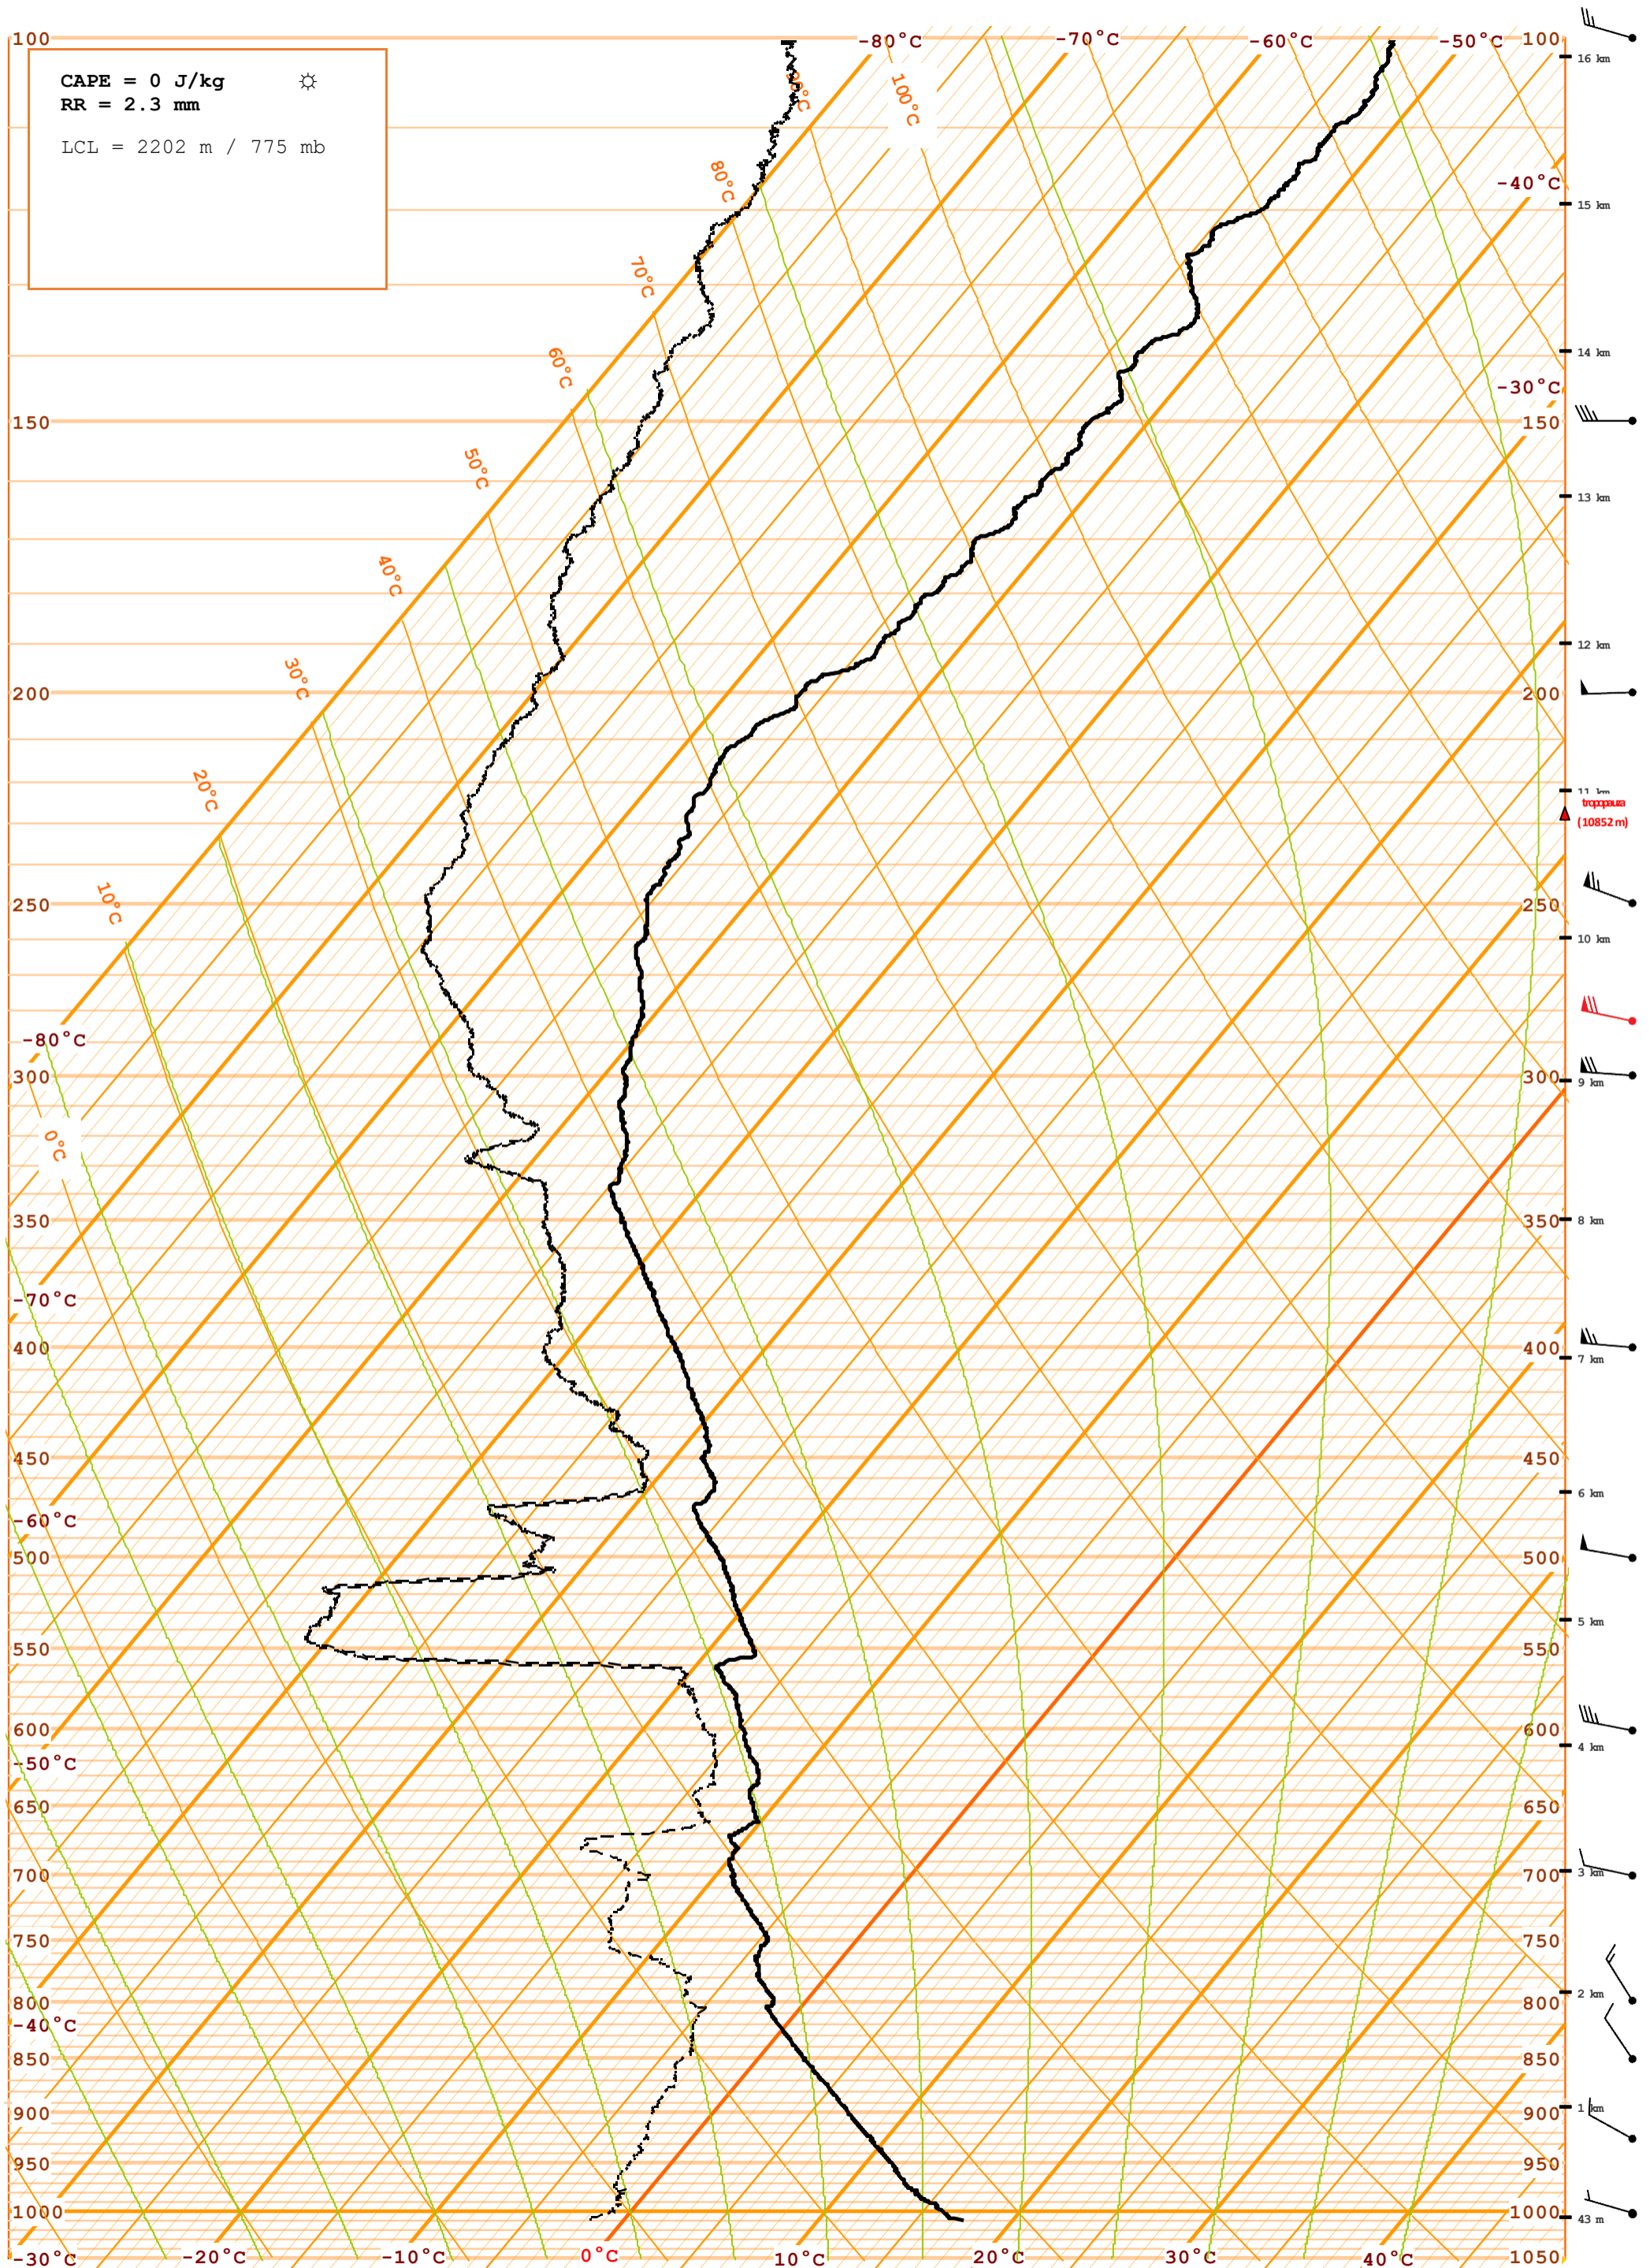 100 -80°C -70°C -60°C -50°C 100
16 km
CAPE = 0 J/kg ☼
RR = 2.3 mm
90°C 100°C
LCL = 2202 m / 775 mb
80°C -40°C
15 km
70°C
14 km
60°C -30°C
150 150
50°C
13 km
40°C
12 km
30°C
200 200
20°C 11 km
tropopauza
(10852 m)
10°C
250 250
10 km
-80°C
300 300
9 km
0°C
350 350 8 km
-70°C
400 400
7 km
450 450
6 km
-60°C
500 500
5 km
550 550
600 600
4 km
-50°C
650 650
700 700 3 km
750 750
2 km
800 800
-40°C
850 850
1 km
900 900
950 950
1000 1000
43 m
-30°C -20°C -10°C 0°C 10°C 20°C 30°C 40°C 1050